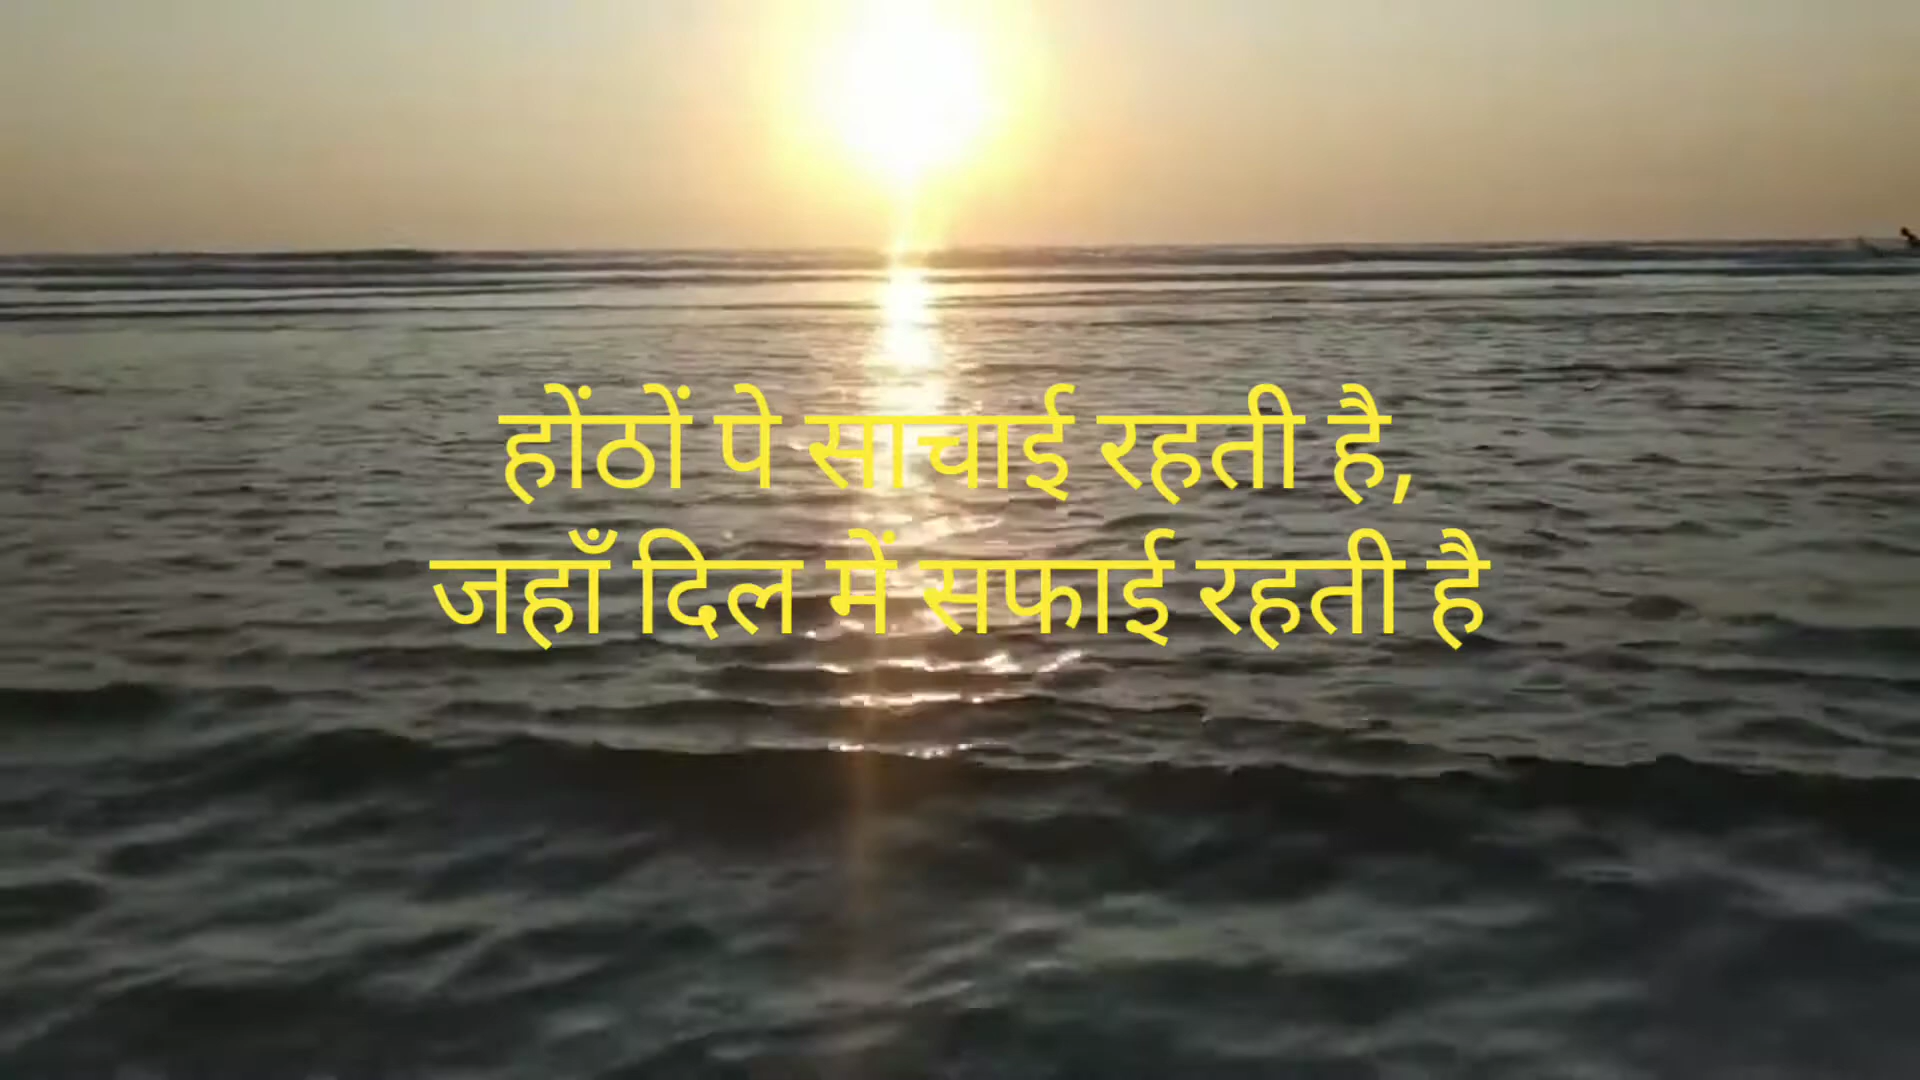 होंठों पे साचाई रहती है,
जहाँ दिल में सफाई रहती है